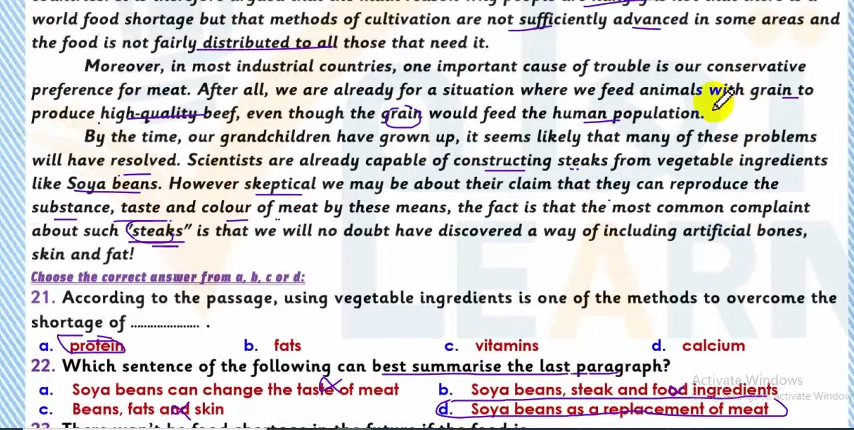 world food shortage but that methods of cultivation are not sufficiently advanced in some areas and
the food is not fairly distributed to all those that need it.
Moreover, in most industrial countries, one important cause of trouble is our conservative
preference for meat. After all, we are already for a situation where we feed animals with grain to
produce high-quality beef, even though the grain would feed the human population.
By the time, our grandchildren have grown up, it seems likely that many of these problems
will have resolved. Scientists are already capable of constructing steaks from vegetable ingredients
like Soya beans. However skeptical we may be about their claim that they can reproduce the
substance, taste and colour of meat by these means, the fact is that the most common complaint
about such "steaks" is that we will no doubt have discovered a way of including artificial bones,
skin and fat!
Choose the correct answer from a, b, c or d:
21. According to the passage, using vegetable ingredients is one of the methods to overcome the
shortage of ..................... .
a. protein b. fats c. vitamins d. calcium
22. Which sentence of the following can best summarise the last paragraph?
a. Soya beans can change the taste of meat b. Soya beans, steak and food ingredients
c. Beans, fats and skin d. Soya beans as a replacement of meat
Activate Windows